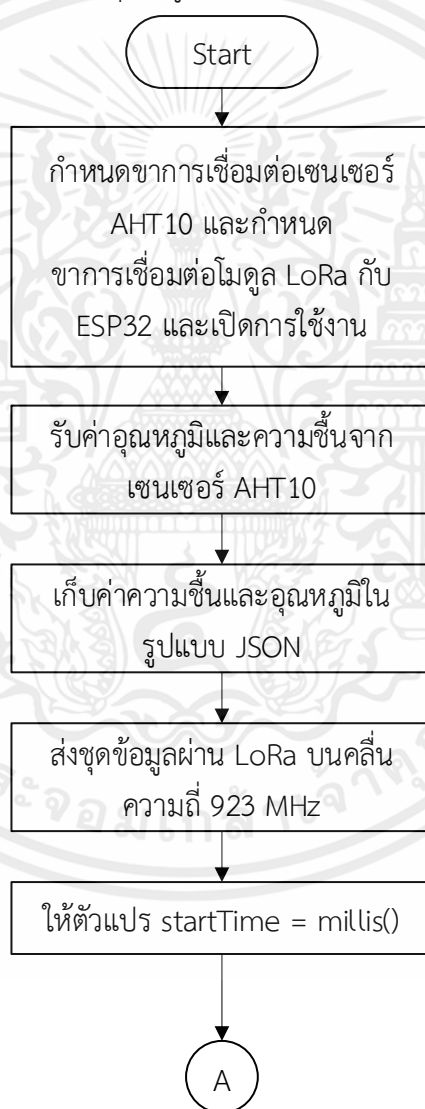 Start
กำหนดขาการเชื่อมต่อเซนเซอร์
AHT10 และกำหนด
ขาการเชื่อมต่อโมดูล LoRa กับ
ESP32 และเปิดการใช้งาน
รับค่าอุณหภูมิและความชื้นจาก
เซนเซอร์ AHT10
เก็บค่าความชื้นและอุณหภูมิใน
รูปแบบ JSON
ส่งชุดข้อมูลผ่าน LoRa บนคลื่น
ความถี่ 923 MHz
ให้ตัวแปร startTime = millis()
A